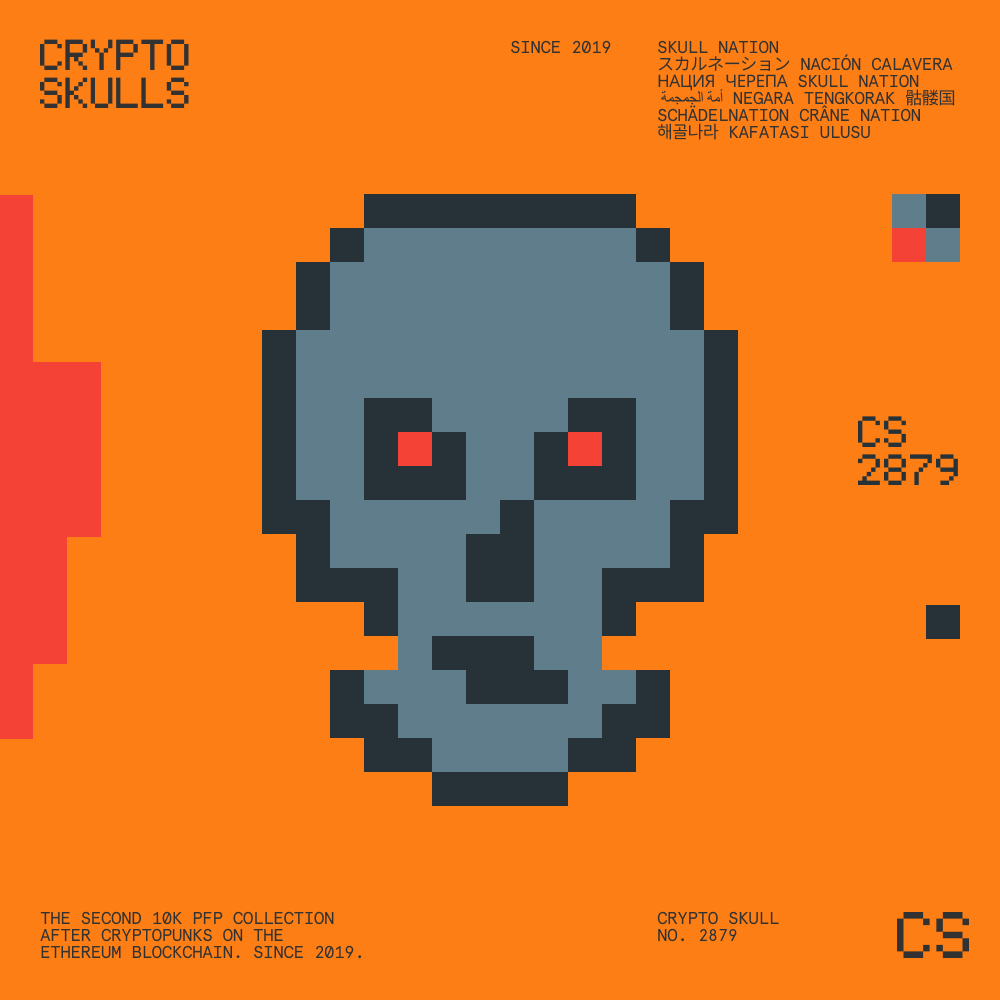 CRYPTO
SKULLS
SINCE 2019
SKULL NATION
スカルネーション NACIÓN CALAVERA
НАЦИЯ ЧЕРЕПА SKULL NATION
أمة الجمجمة NEGARA TENGKORAK 骷髅国
SCHÄDELNATION CRÂNE NATION
해골나라 KAFATASI ULUSU
CS
2879
THE SECOND 10K PFP COLLECTION
AFTER CRYPTOPUNKS ON THE
ETHEREUM BLOCKCHAIN. SINCE 2019.
CRYPTO SKULL
NO. 2879
CS